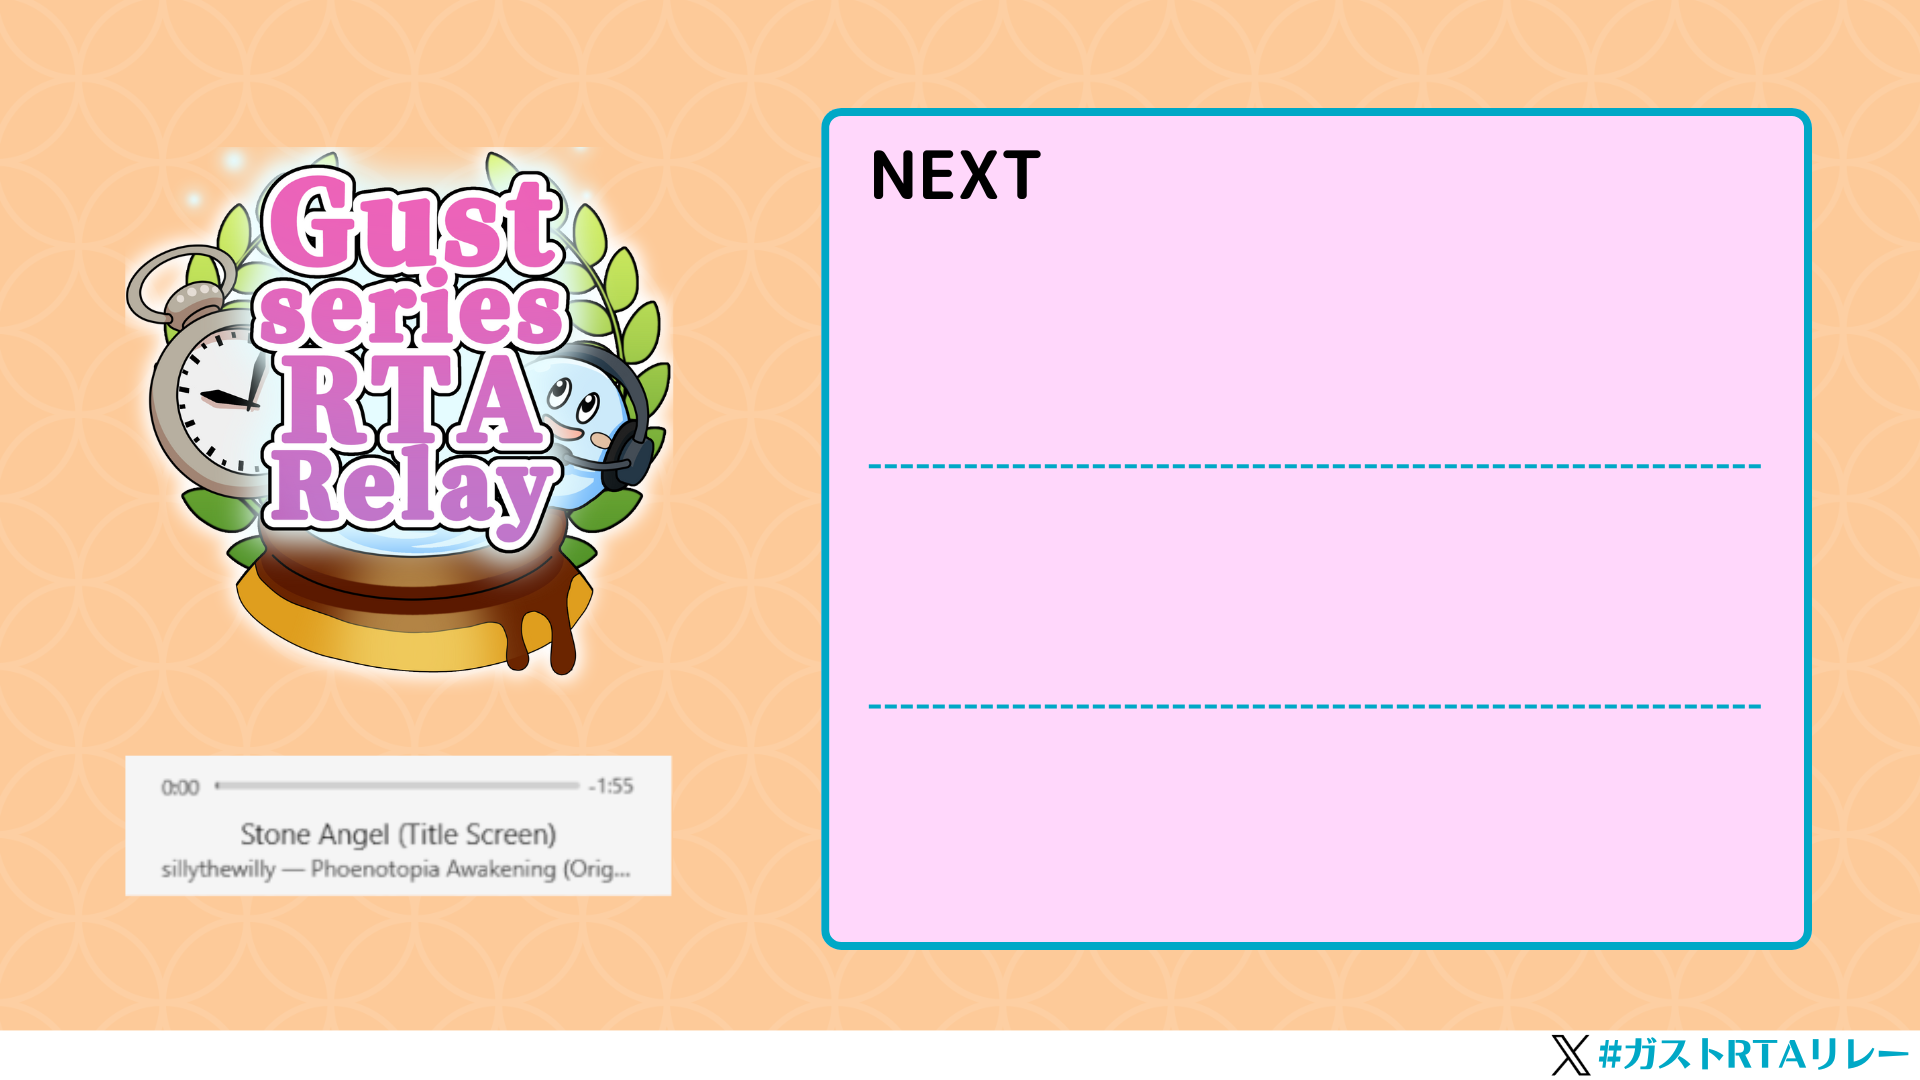 Gust
series
RTA
Relay
NEXT
0:00
-1:55
Stone Angel (Title Screen)
sillythewilly — Phoenotopia Awakening (Orig...
X #ガストRTAリレー